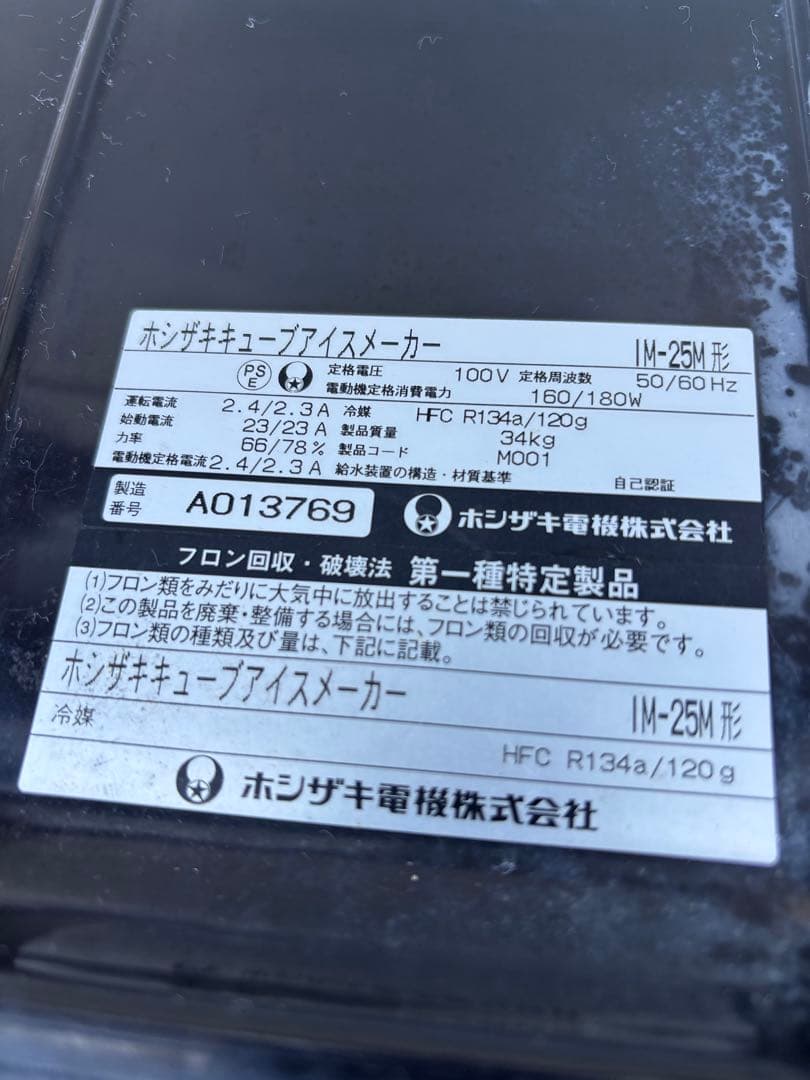 ホシザキキューブアイスメーカー IM-25M 形
PS E 定格電圧 100V 定格周波数 50/60Hz
電動機定格消費電力 160/180W
運転電流 2.4/2.3A 冷媒 HFC R134a/120g
始動電流 23/23A 製品質量 34kg
力率 66/78% 製品コード M001
電動機定格電流 2.4/2.3A 給水装置の構造・材質基準 自己認証
製造番号 A013769 ホシザキ電機株式会社
フロン回収・破壊法 第一種特定製品
(1)フロン類をみだりに大気中に放出することは禁じられています。
(2)この製品を廃棄・整備する場合には、フロン類の回収が必要です。
(3)フロン類の種類及び量は、下記に記載。
ホシザキキューブアイスメーカー IM-25M 形
冷媒 HFC R134a/120g
ホシザキ電機株式会社